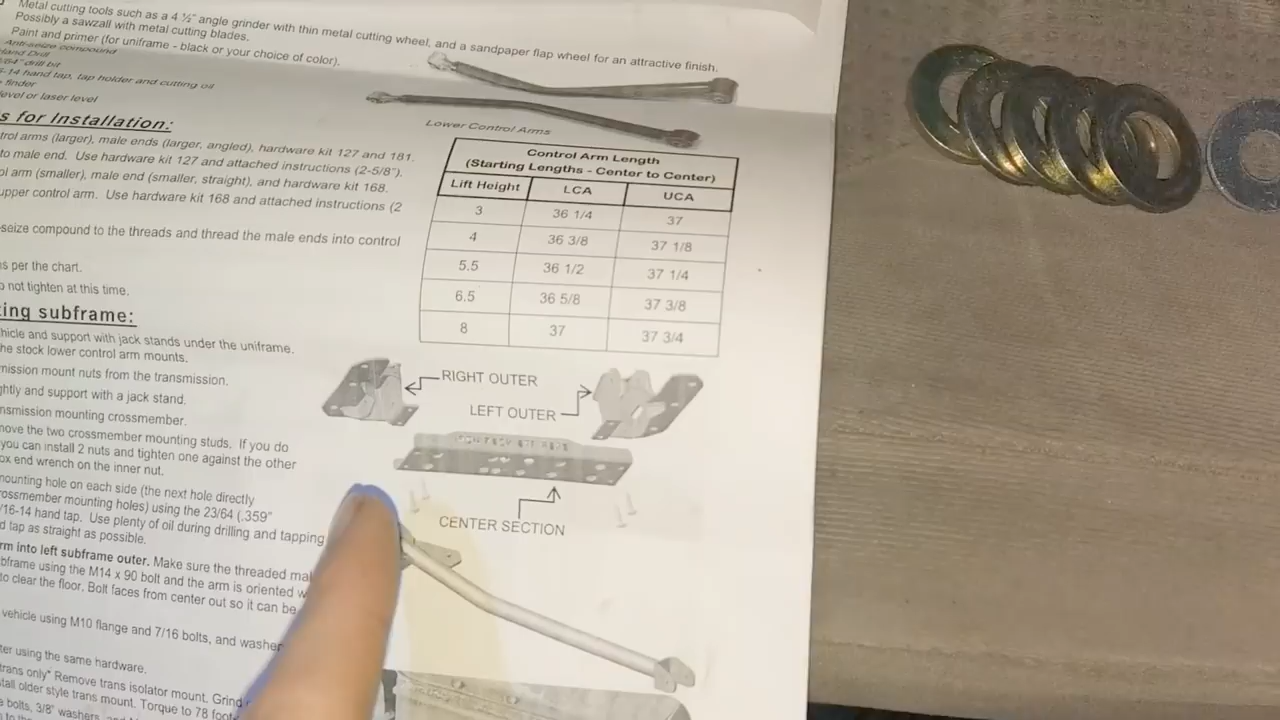 Metal cutting tools such as a 4 ½" angle grinder with thin metal cutting wheel, and a sandpaper flap wheel for an attractive finish.
Possibly a sawzall with metal cutting blades.
Paint and primer (for uniframe - black or your choice of color).
Anti-seize compound
Hand Drill
drill bit
-14 hand tap, tap holder and cutting oil
finder
level or laser level
s for Installation:
trol arms (larger), male ends (larger, angled), hardware kit 127 and 181.
to male end. Use hardware kit 127 and attached instructions (2-5/8").
ol arm (smaller), male end (smaller, straight), and hardware kit 168.
upper control arm. Use hardware kit 168 and attached instructions (2
-seize compound to the threads and thread the male ends into control
s per the chart.
o not tighten at this time.
Lower Control Arms
Control Arm Length
(Starting Lengths - Center to Center)
Lift Height LCA UCA
3 36 1/4 37
4 36 3/8 37 1/8
5.5 36 1/2 37 1/4
6.5 36 5/8 37 3/8
8 37 37 3/4
ting subframe:
hicle and support with jack stands under the uniframe.
he stock lower control arm mounts.
mission mount nuts from the transmission.
ghtly and support with a jack stand.
nsmission mounting crossmember.
move the two crossmember mounting studs. If you do
you can install 2 nuts and tighten one against the other
ox end wrench on the inner nut.
mounting hole on each side (the next hole directly
rossmember mounting holes) using the 23/64 (.359"
/16-14 hand tap. Use plenty of oil during drilling and tapping
d tap as straight as possible.
rm into left subframe outer. Make sure the threaded mal
bframe using the M14 x 90 bolt and the arm is oriented w
to clear the floor. Bolt faces from center out so it can be
vehicle using M10 flange and 7/16 bolts, and washer
ter using the same hardware.
trans only* Remove trans isolator mount. Grind
tall older style trans mount. Torque to 78 foot-
e bolts, 3/8" washers, and
RIGHT OUTER
LEFT OUTER
CENTER SECTION